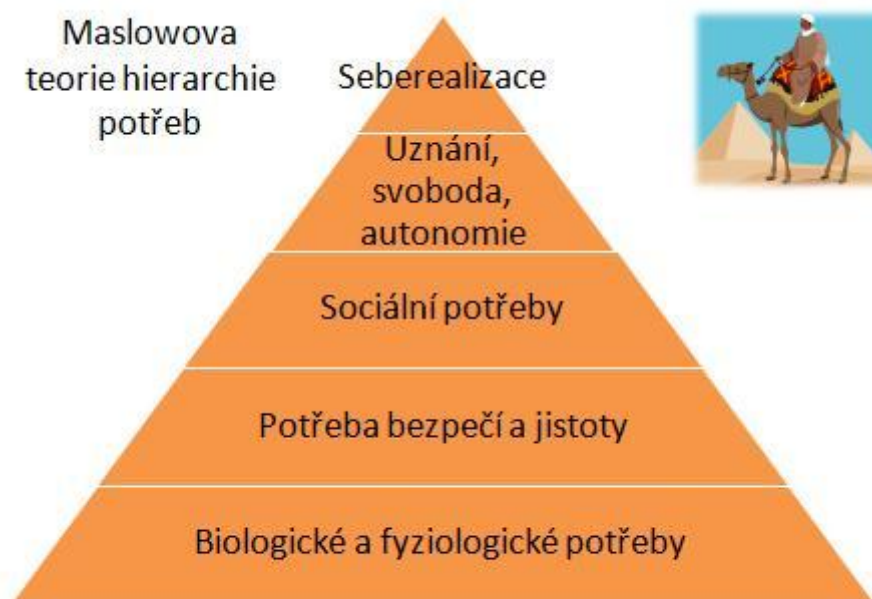 Maslowova
teorie hierarchie
potřeb
Seberealizace
Uznání,
svoboda,
autonomie
Sociální potřeby
Potřeba bezpečí a jistoty
Biologické a fyziologické potřeby